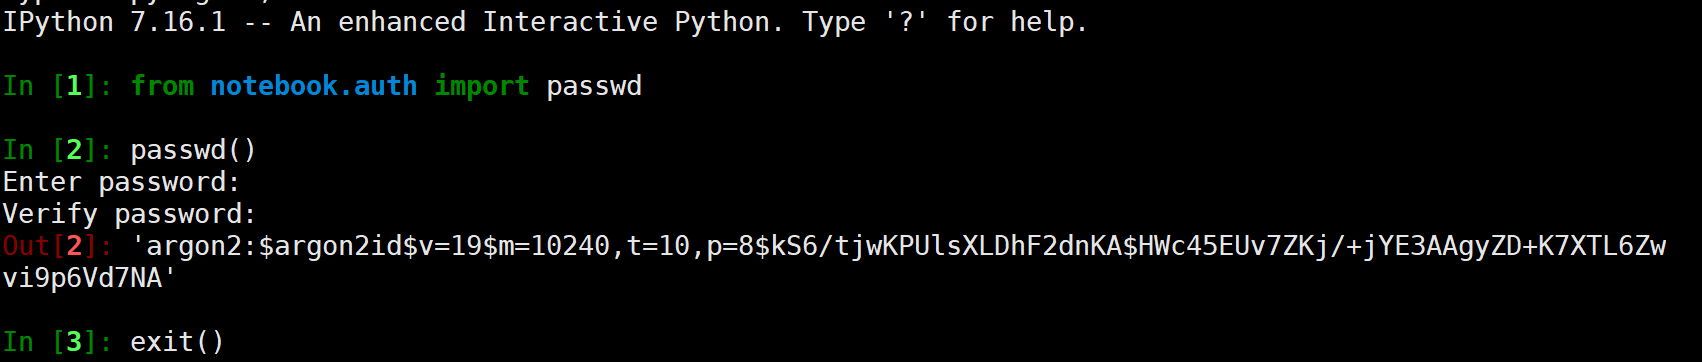 IPython 7.16.1 -- An enhanced Interactive Python. Type '?' for help.
In [1]: from notebook.auth import passwd
In [2]: passwd()
Enter password:
Verify password:
Out[2]: 'argon2:$argon2id$v=19$m=10240,t=10,p=8$kS6/tjwKPUlsXLDhF2dnKA$HWc45EUv7ZKj/+jYE3AAgyZD+K7XTL6Zw
vi9p6Vd7NA'
In [3]: exit()